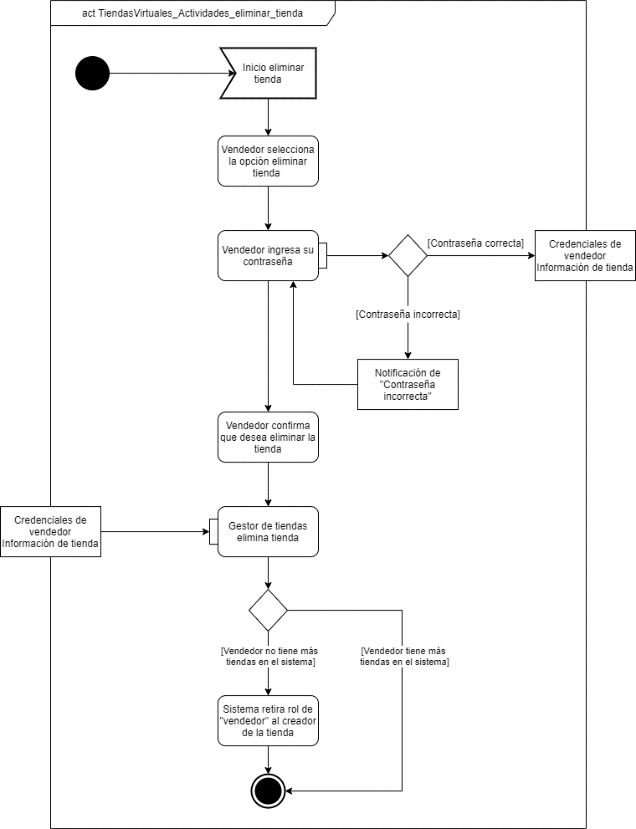 act TiendasVirtuales_Actividades_eliminar_tienda
Inicio eliminar
tienda
Vendedor selecciona
la opción eliminar
tienda
Vendedor ingresa su
contraseña
[Contraseña correcta]
Credenciales de
vendedor
Información de tienda
[Contraseña incorrecta]
Notificación de
"Contraseña
incorrecta"
Vendedor confirma
que desea eliminar la
tienda
Credenciales de
vendedor
Información de tienda
Gestor de tiendas
elimina tienda
[Vendedor no tiene más
tiendas en el sistema]
[Vendedor tiene más
tiendas en el sistema]
Sistema retira rol de
"vendedor" al creador
de la tienda